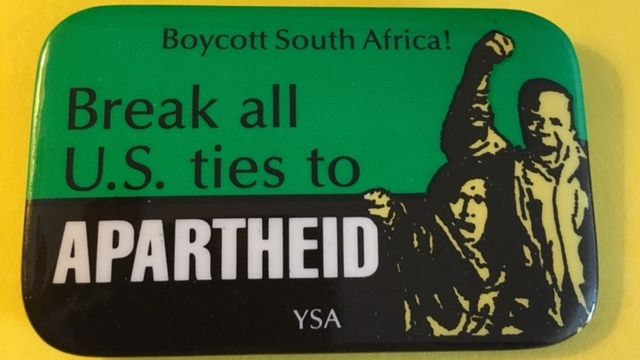 Boycott South Africa!
Break all
U.S. ties to
APARTHEID
YSA